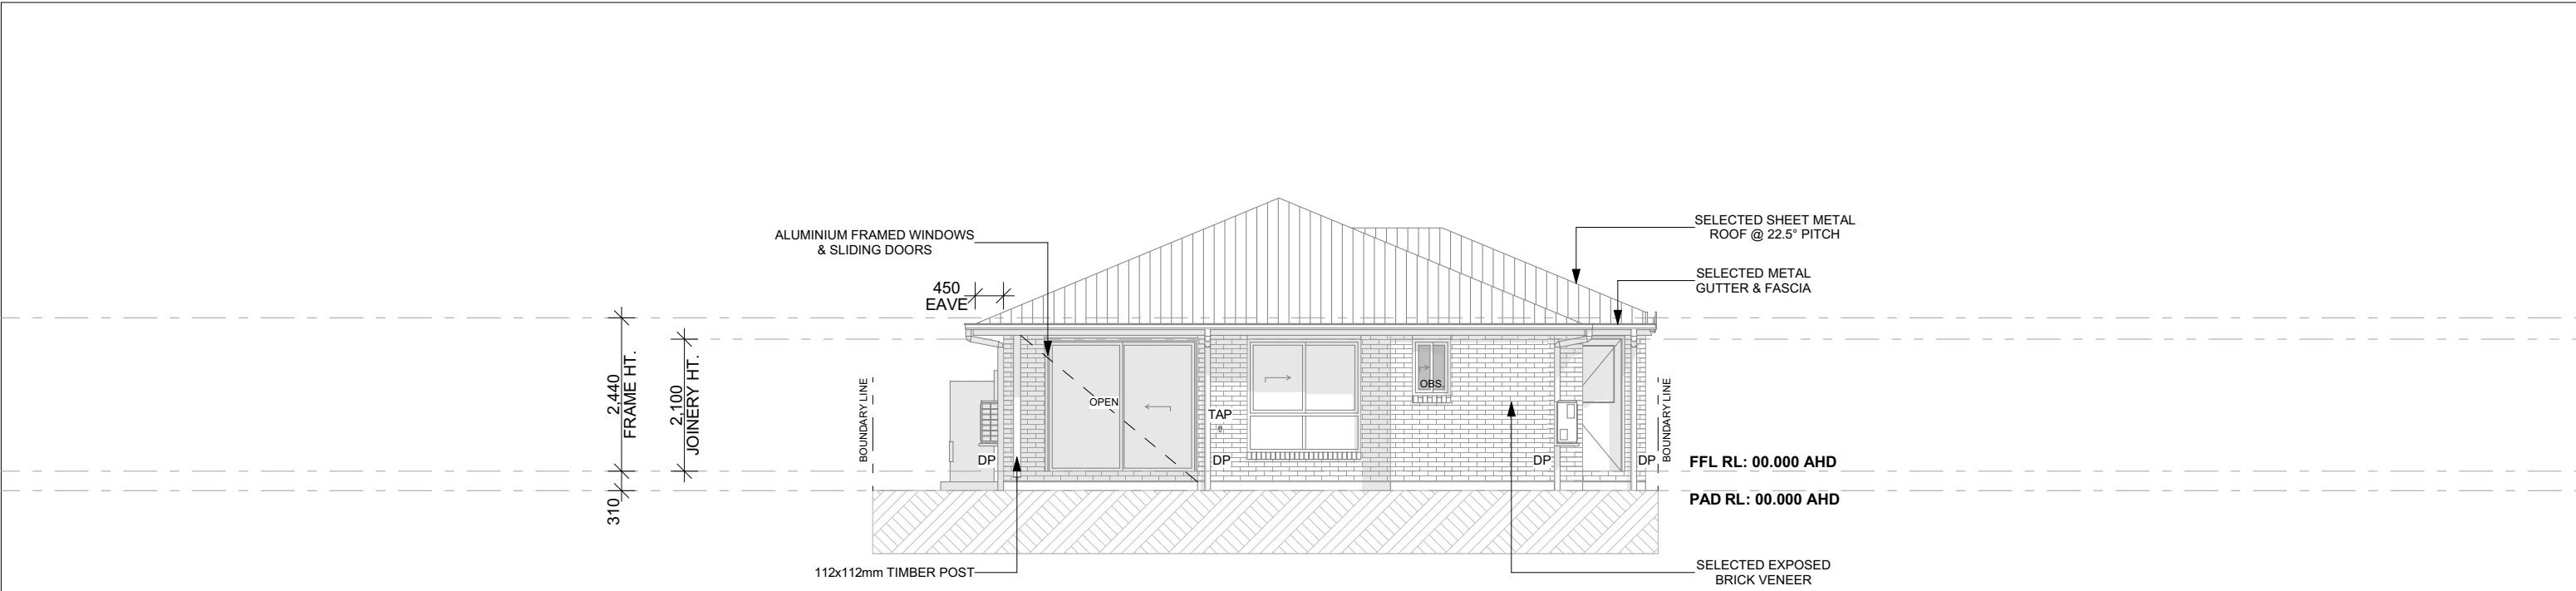 SELECTED SHEET METAL
ROOF @ 22.5° PITCH
ALUMINIUM FRAMED WINDOWS
& SLIDING DOORS
SELECTED METAL
GUTTER & FASCIA
450
EAVE
2,440
FRAME HT.
2,100
JOINERY HT.
310
BOUNDARY LINE
OPEN
OBS.
TAP
DP
DP
DP
DP
BOUNDARY LINE
FFL RL: 00.000 AHD
PAD RL: 00.000 AHD
112x112mm TIMBER POST
SELECTED EXPOSED
BRICK VENEER